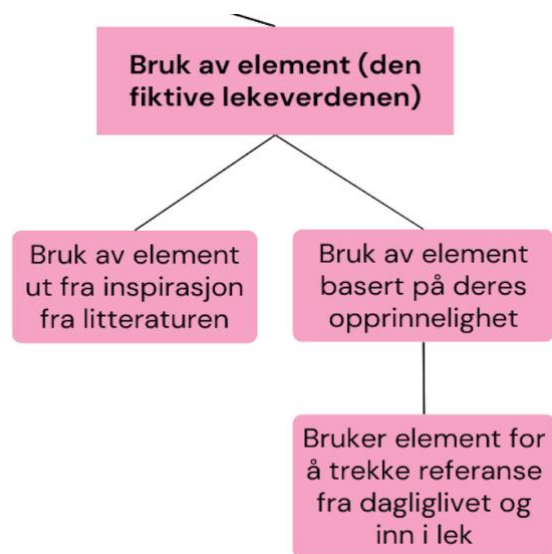 Bruk av element (den
fiktive lekeverdenen)
Bruk av element
ut fra inspirasjon
fra litteraturen
Bruk av element
basert på deres
opprinnelighet
Bruker element for
å trekke referanse
fra dagliglivet og
inn i lek